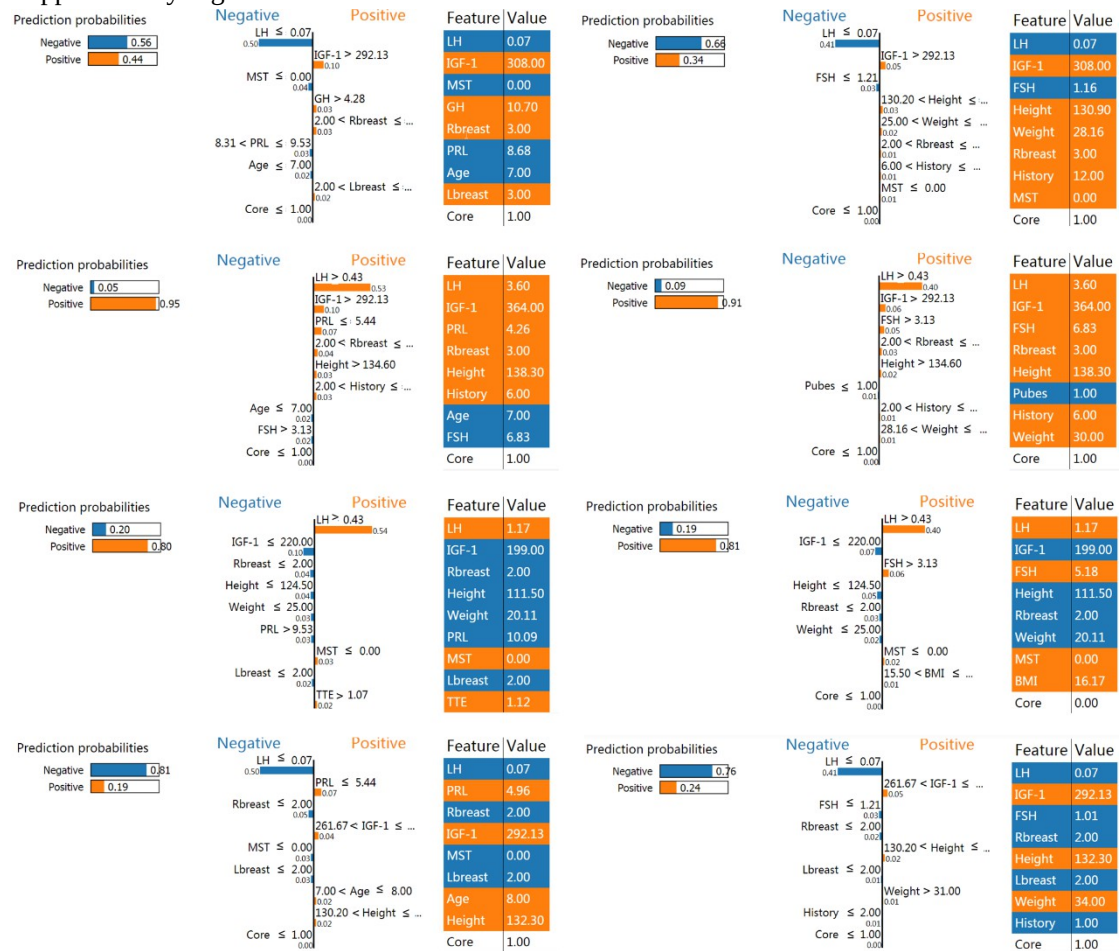 Prediction probabilities
Negative 0.56
Positive 0.44
Negative Positive
LH ≤ 0.07
0.50
IGF-1 > 292.13
0.10
MST ≤ 0.00
0.04
GH > 4.28
0.03
2.00 < Rbreast ≤ ...
0.03
8.31 < PRL ≤ 9.53
0.03
Age ≤ 7.00
0.02
2.00 < Lbreast ≤ ...
0.02
Core ≤ 1.00
0.00
Feature Value
LH 0.07
IGF-1 308.00
MST 0.00
GH 10.70
Rbreast 3.00
PRL 8.68
Age 7.00
Lbreast 3.00
Core 1.00
Prediction probabilities
Negative 0.66
Positive 0.34
Negative Positive
LH ≤ 0.07
0.41
IGF-1 > 292.13
0.05
FSH ≤ 1.21
0.03
130.20 < Height ≤ ...
0.03
25.00 < Weight ≤ ...
0.02
2.00 < Rbreast ≤ ...
0.01
6.00 < History ≤ ...
0.01
MST ≤ 0.00
0.01
Core ≤ 1.00
0.00
Feature Value
LH 0.07
IGF-1 308.00
FSH 1.16
Height 130.90
Weight 28.16
Rbreast 3.00
History 12.00
MST 0.00
Core 1.00
Prediction probabilities
Negative 0.05
Positive 0.95
Negative Positive
LH > 0.43
0.53
IGF-1 > 292.13
0.10
PRL ≤ 5.44
0.07
2.00 < Rbreast ≤ ...
0.04
Height > 134.60
0.03
2.00 < History ≤ ...
0.03
Age ≤ 7.00
0.02
FSH > 3.13
0.02
Core ≤ 1.00
0.00
Feature Value
LH 3.60
IGF-1 364.00
PRL 4.26
Rbreast 3.00
Height 138.30
History 6.00
Age 7.00
FSH 6.83
Core 1.00
Prediction probabilities
Negative 0.09
Positive 0.91
Negative Positive
LH > 0.43
0.40
IGF-1 > 292.13
0.06
FSH > 3.13
0.05
2.00 < Rbreast ≤ ...
0.03
Height > 134.60
0.02
Pubes ≤ 1.00
0.01
2.00 < History ≤ ...
0.01
28.16 < Weight ≤ ...
0.01
Core ≤ 1.00
0.00
Feature Value
LH 3.60
IGF-1 364.00
FSH 6.83
Rbreast 3.00
Height 138.30
Pubes 1.00
History 6.00
Weight 30.00
Core 1.00
Prediction probabilities
Negative 0.20
Positive 0.80
Negative Positive
LH > 0.43
0.54
IGF-1 ≤ 220.00
0.10
Rbreast ≤ 2.00
0.04
Height ≤ 124.50
0.04
Weight ≤ 25.00
0.03
PRL > 9.53
0.03
MST ≤ 0.00
0.03
Lbreast ≤ 2.00
0.02
TTE > 1.07
0.02
Feature Value
LH 1.17
IGF-1 199.00
Rbreast 2.00
Height 111.50
Weight 20.11
PRL 10.09
MST 0.00
Lbreast 2.00
TTE 1.12
Prediction probabilities
Negative 0.19
Positive 0.81
Negative Positive
LH > 0.43
0.40
IGF-1 ≤ 220.00
0.07
FSH > 3.13
0.06
Height ≤ 124.50
0.05
Rbreast ≤ 2.00
0.03
Weight ≤ 25.00
0.02
MST ≤ 0.00
0.02
15.50 < BMI ≤ ...
0.01
Core ≤ 1.00
0.00
Feature Value
LH 1.17
IGF-1 199.00
FSH 5.18
Height 111.50
Rbreast 2.00
Weight 20.11
MST 0.00
BMI 16.17
Core 0.00
Prediction probabilities
Negative 0.81
Positive 0.19
Negative Positive
LH ≤ 0.07
0.50
PRL ≤ 5.44
0.07
Rbreast ≤ 2.00
0.05
261.67 < IGF-1 ≤ ...
0.04
MST ≤ 0.00
0.03
Lbreast ≤ 2.00
0.03
7.00 < Age ≤ 8.00
0.02
130.20 < Height ≤ ...
0.02
Core ≤ 1.00
0.00
Feature Value
LH 0.07
PRL 4.96
Rbreast 2.00
IGF-1 292.13
MST 0.00
Lbreast 2.00
Age 8.00
Height 132.30
Core 1.00
Prediction probabilities
Negative 0.76
Positive 0.24
Negative Positive
LH ≤ 0.07
0.41
261.67 < IGF-1 ≤ ...
0.05
FSH ≤ 1.21
0.03
Rbreast ≤ 2.00
0.02
130.20 < Height ≤ ...
0.02
Lbreast ≤ 2.00
0.01
Weight > 31.00
0.01
History ≤ 2.00
0.01
Core ≤ 1.00
0.00
Feature Value
LH 0.07
IGF-1 292.13
FSH 1.01
Rbreast 2.00
Height 132.30
Lbreast 2.00
Weight 34.00
History 1.00
Core 1.00